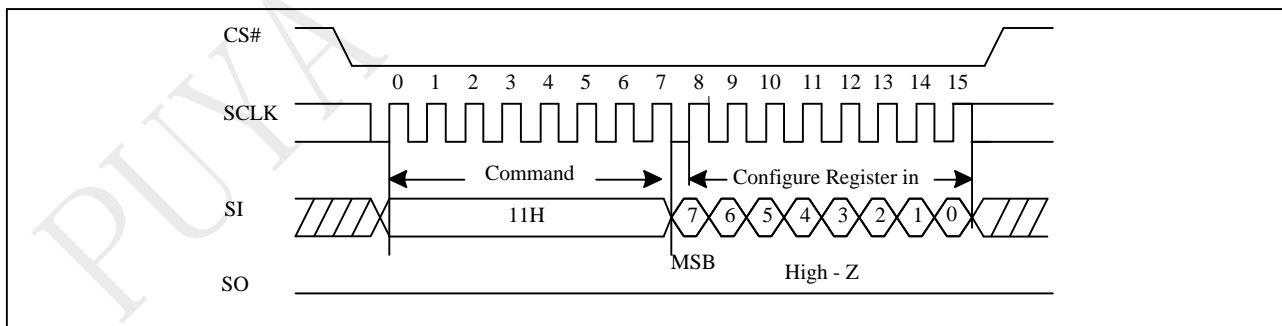 CS#
0 1 2 3 4 5 6 7 8 9 10 11 12 13 14 15
SCLK
Command
Configure Register in
SI
11H
7 6 5 4 3 2 1 0
MSB
High - Z
SO
PUYA